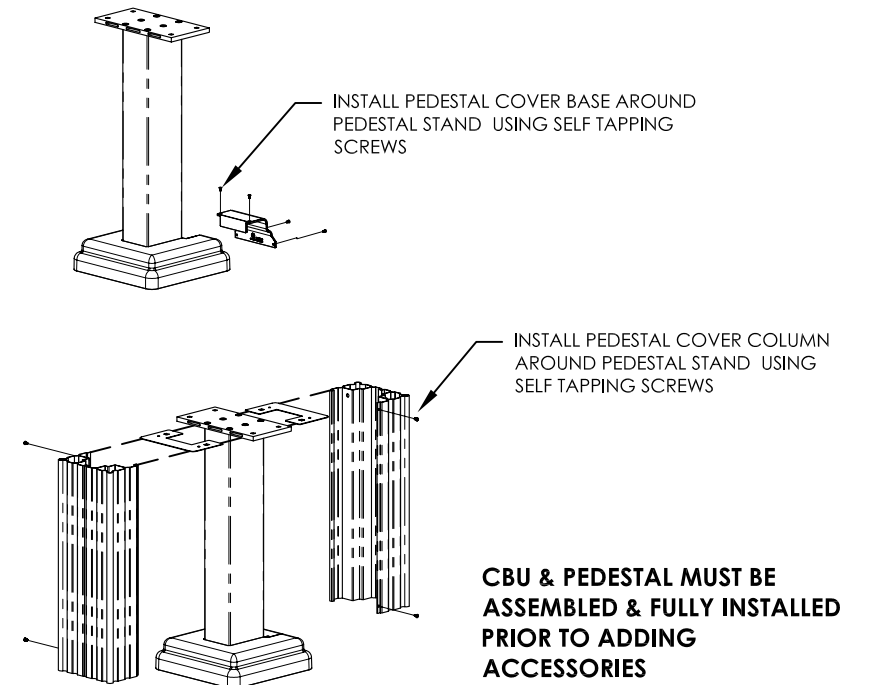 INSTALL PEDESTAL COVER BASE AROUND
PEDESTAL STAND USING SELF TAPPING
SCREWS
INSTALL PEDESTAL COVER COLUMN
AROUND PEDESTAL STAND USING
SELF TAPPING SCREWS
CBU & PEDESTAL MUST BE
ASSEMBLED & FULLY INSTALLED
PRIOR TO ADDING
ACCESSORIES